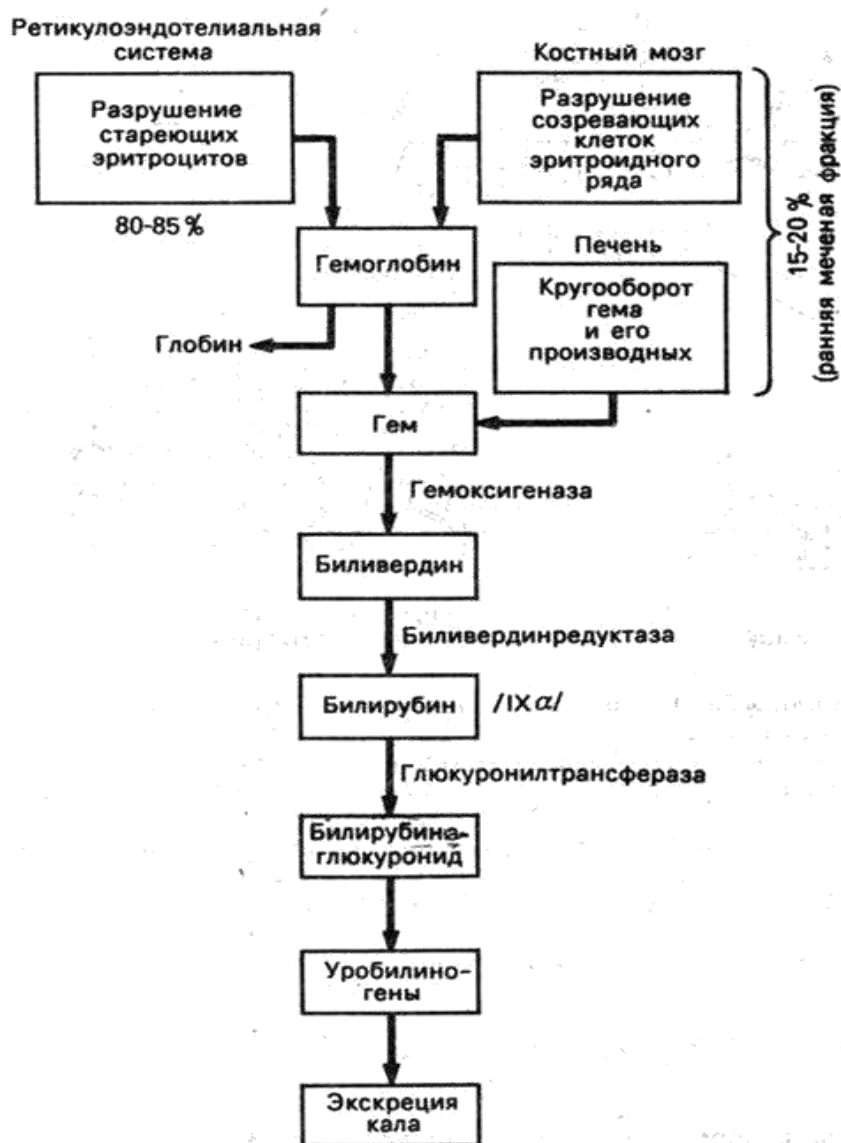 Ретикулоэндотелиальная
система
Разрушение
стареющих
эритроцитов
80-85%
Костный мозг
Разрушение
созревающих
клеток
эритроидного
ряда
Гемоглобин
Печень
Кругооборот
гема
и его
производных
15-20%
(ранняя меченая фракция)
Глобин
Гем
Гемоксигеназа
Биливердин
Биливердинредуктаза
Билирубин /IXα/
Глюкуронилтрансфераза
Билирубина-
глюкуронид
Уробилино-
гены
Экскреция
кала